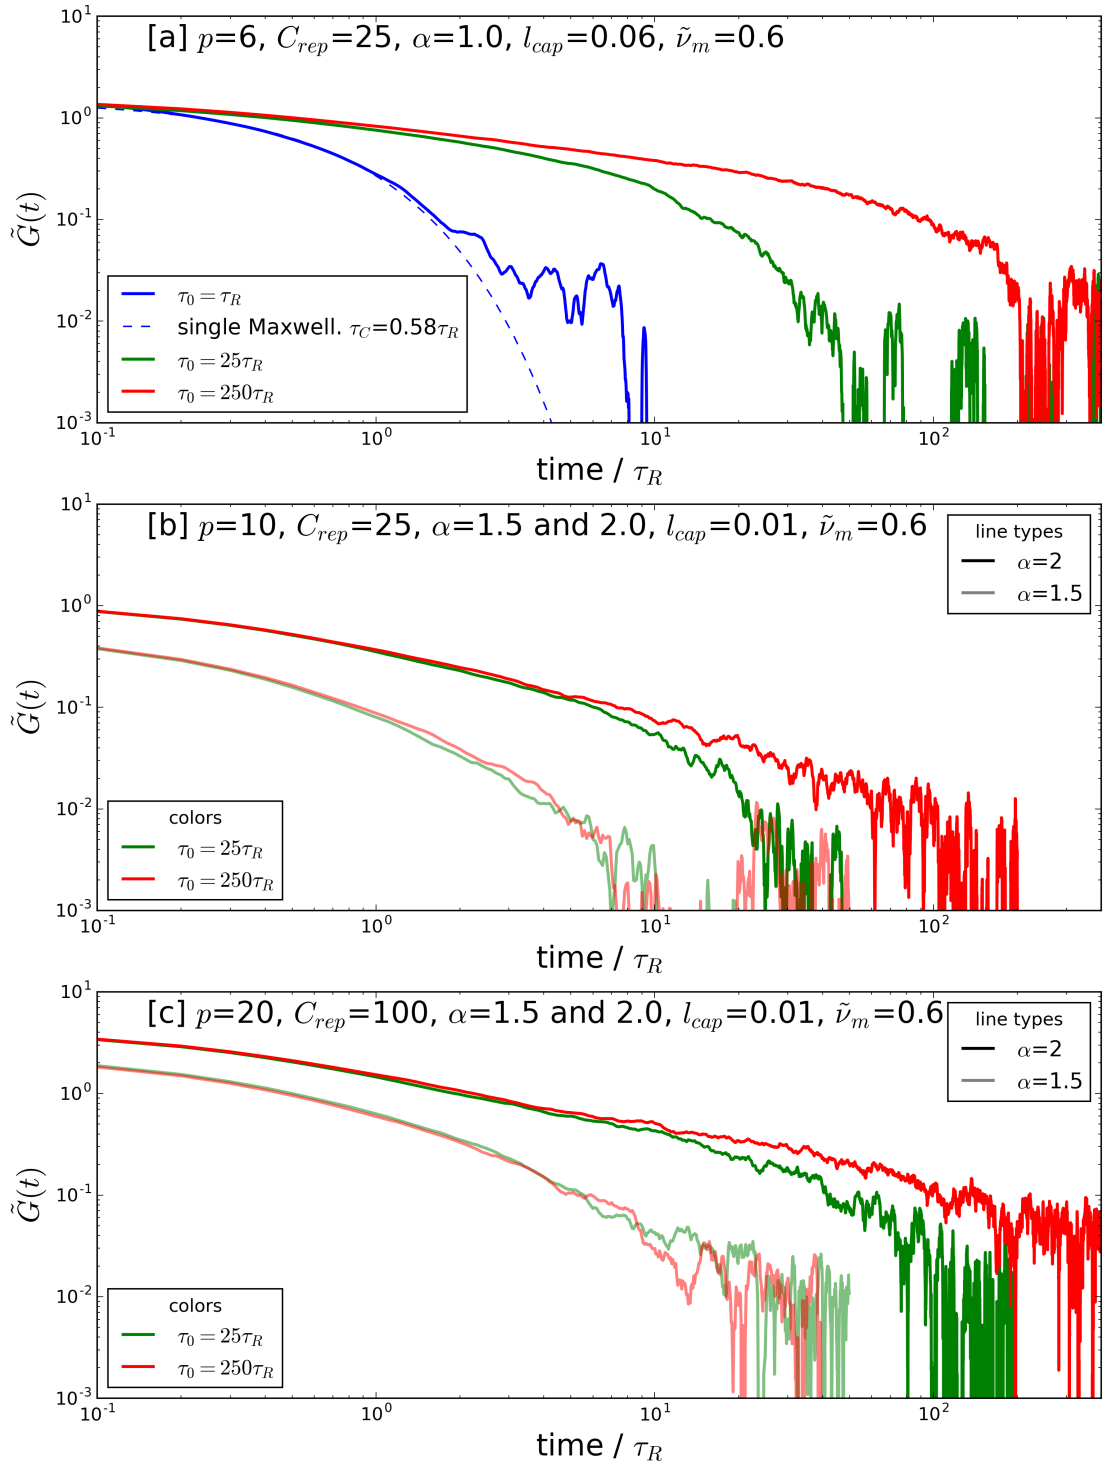 [a] p=6, C_rep=25, α=1.0, l_cap=0.06, ν̃_m=0.6
10^1
10^0
10^-1
10^-2
10^-3
G̃(t)
τ_0 = τ_R
single Maxwell. τ_C=0.58τ_R
τ_0 = 25τ_R
τ_0 = 250τ_R
10^-1 10^0 10^1 10^2
time / τ_R
[b] p=10, C_rep=25, α=1.5 and 2.0, l_cap=0.01, ν̃_m=0.6
line types
α=2
α=1.5
10^1
10^0
10^-1
10^-2
10^-3
G̃(t)
colors
τ_0 = 25τ_R
τ_0 = 250τ_R
10^-1 10^0 10^1 10^2
time / τ_R
[c] p=20, C_rep=100, α=1.5 and 2.0, l_cap=0.01, ν̃_m=0.6
line types
α=2
α=1.5
10^1
10^0
10^-1
10^-2
10^-3
G̃(t)
colors
τ_0 = 25τ_R
τ_0 = 250τ_R
10^-1 10^0 10^1 10^2
time / τ_R